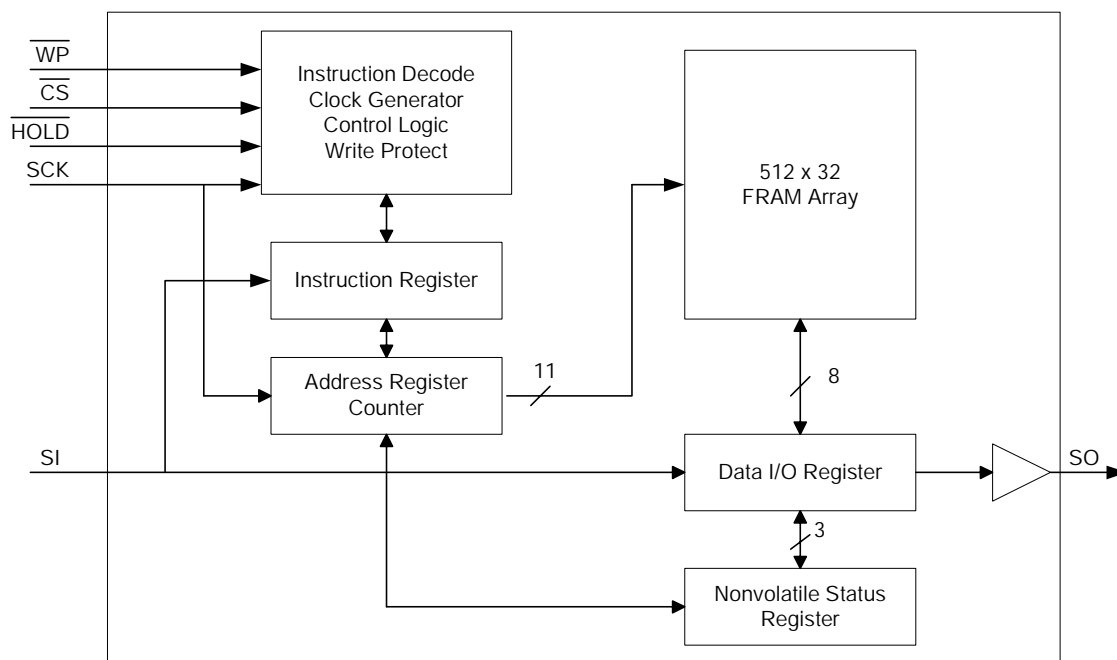 WP
CS
HOLD
SCK
Instruction Decode
Clock Generator
Control Logic
Write Protect
512 x 32
FRAM Array
Instruction Register
Address Register
Counter
11
8
SI
Data I/O Register
SO
3
Nonvolatile Status
Register